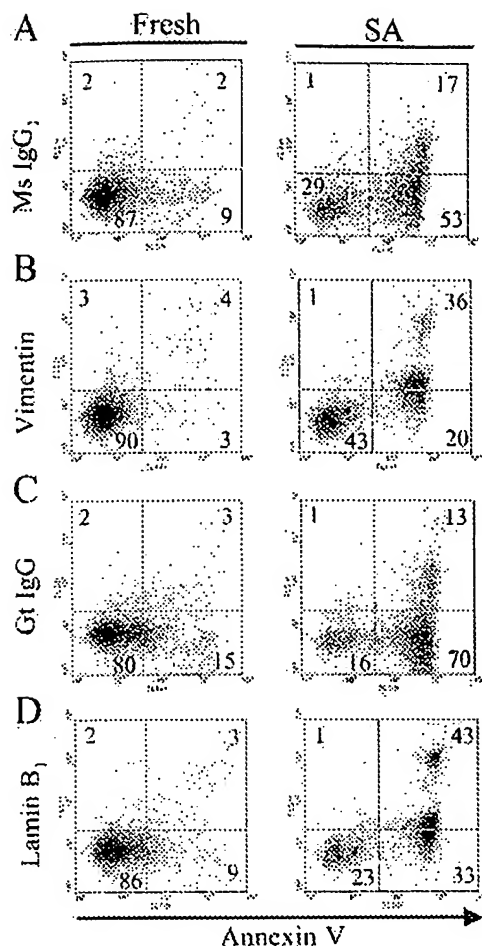 A Fresh SA
Ms IgG1
2 2 1 17
87 9 29 53
B
Vimentin
3 4 1 36
90 3 43 20
C
Gt IgG
2 3 1 13
80 15 16 70
D
Lamin B1
2 3 1 43
86 9 23 33
Annexin V